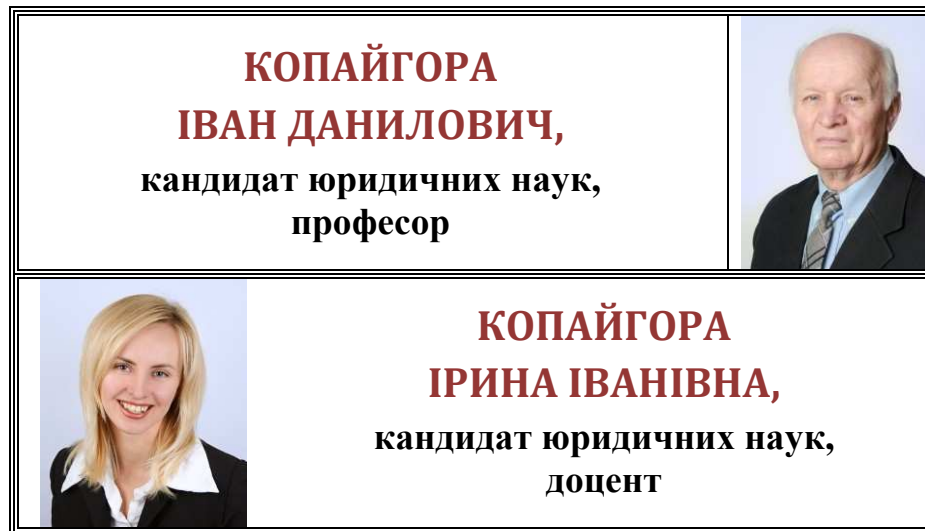 КОПАЙГОРА
ІВАН ДАНИЛОВИЧ,
кандидат юридичних наук,
професор
КОПАЙГОРА
ІРИНА ІВАНІВНА,
кандидат юридичних наук,
доцент